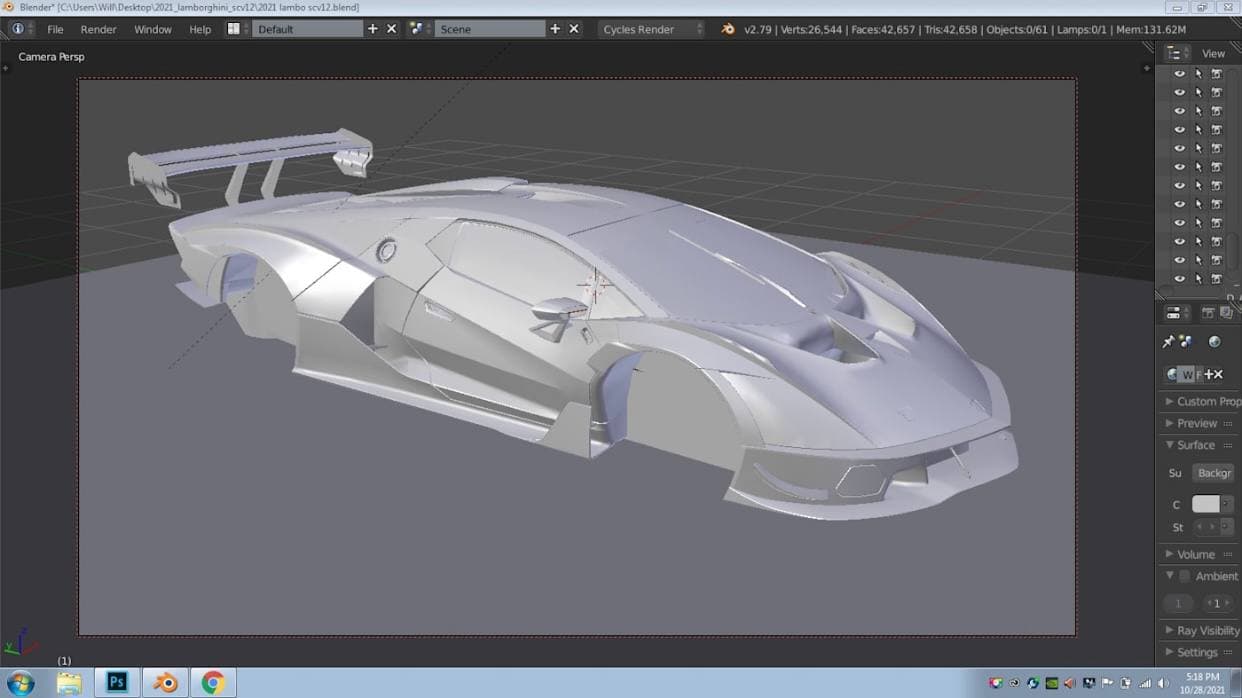 Blender* [C:\Users\Will\Desktop\2021_lamborghini_scv12\2021 lambo scv12.blend]
File Render Window Help Default Scene Cycles Render v2.79 | Verts:26,544 | Faces:42,657 | Tris:42,658 | Objects:0/61 | Lamps:0/1 | Mem:131.62M
Camera Persp
View
W F
Custom Prop
Preview
Surface
Su Backgr
C
St
Volume
Ambient
1 1
Ray Visibility
Settings
z
y
(1)
Ps
5:18 PM
10/28/2021